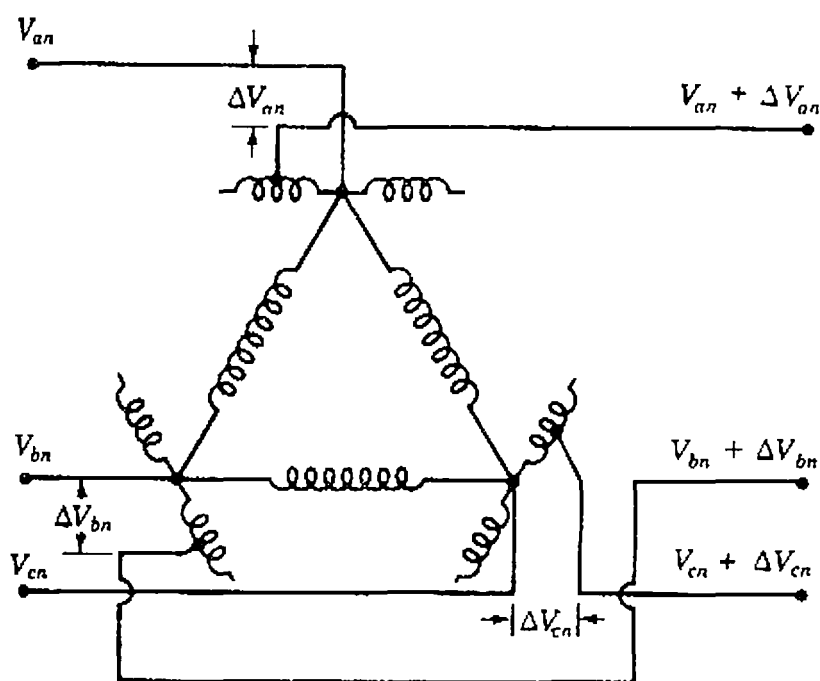 V_an
ΔV_an
V_an + ΔV_an
V_bn
ΔV_bn
V_bn + ΔV_bn
V_cn
ΔV_cn
V_cn + ΔV_cn